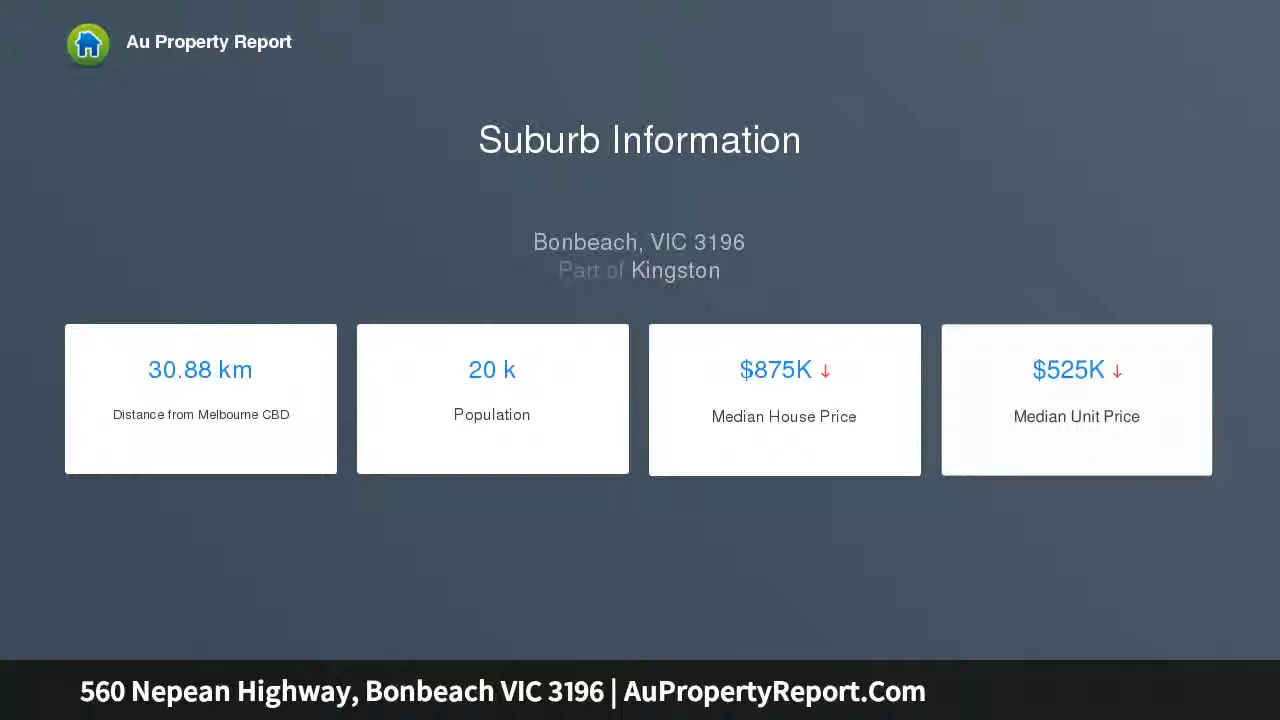 Au Property Report
Suburb Information
Bonbeach, VIC 3196
Part of Kingston
30.88 km
Distance from Melbourne CBD
20 k
Population
$875K ↓
Median House Price
$525K ↓
Median Unit Price
560 Nepean Highway, Bonbeach VIC 3196 | AuPropertyReport.Com